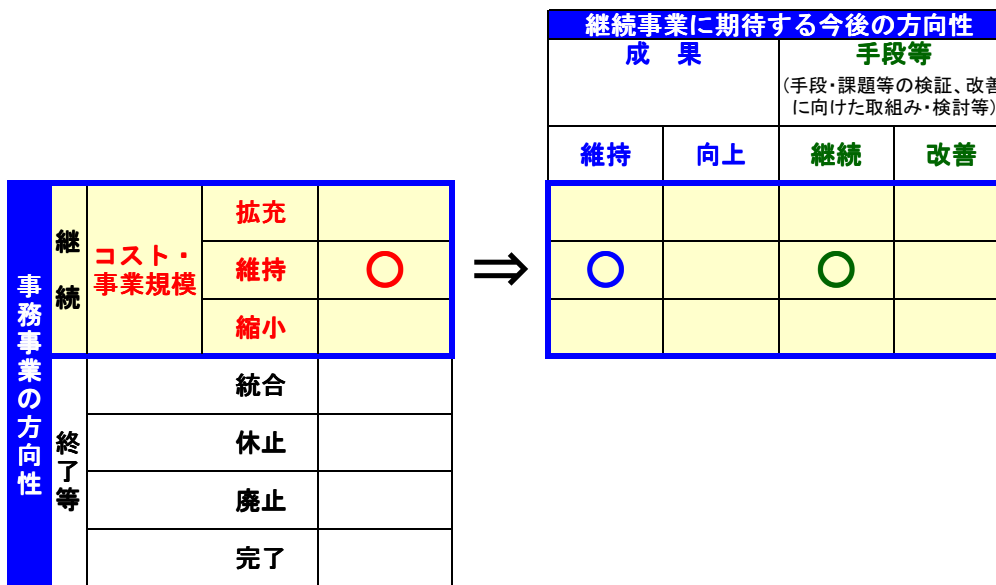 継続事業に期待する今後の方向性
成 果
手段等
(手段・課題等の検証、改善
に向けた取組み・検討等)
維持
向上
継続
改善
事務事業の方向性
継続
コスト・
事業規模
拡充
維持
○
⇒
○
○
縮小
終了等
統合
休止
廃止
完了